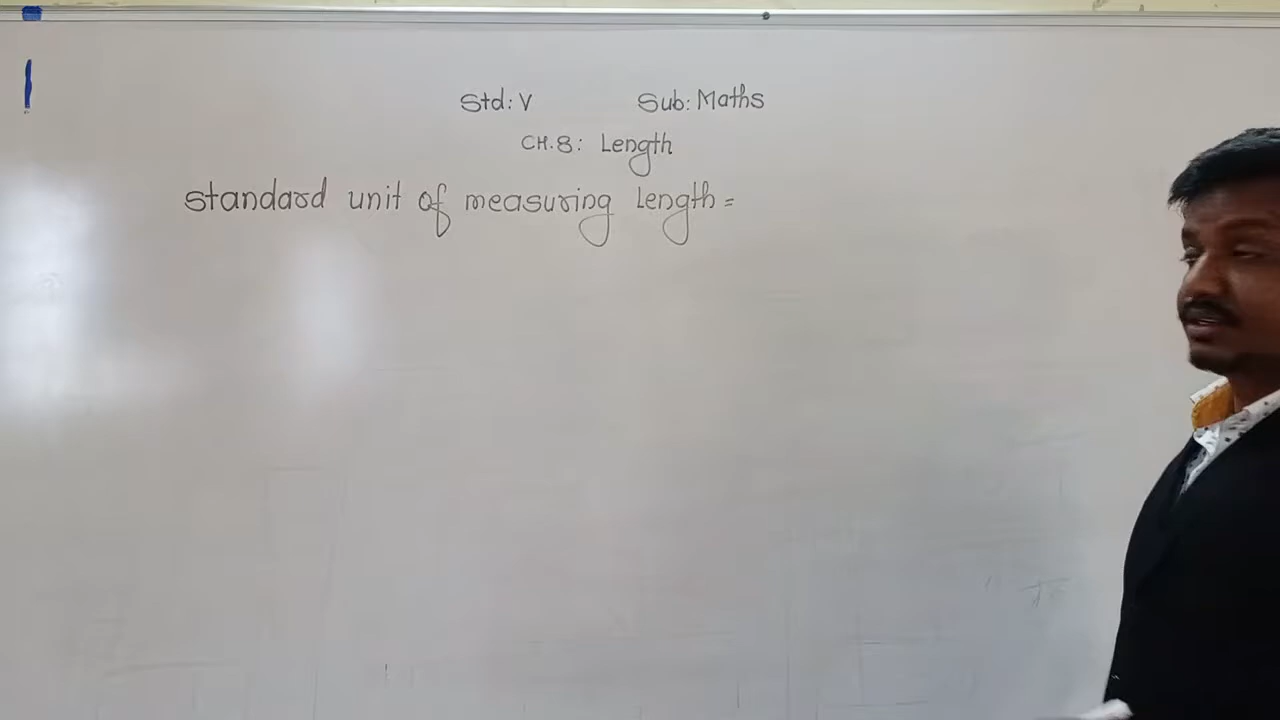 Std: V Sub: Maths
CH.8: Length
Standard unit of measuring length =